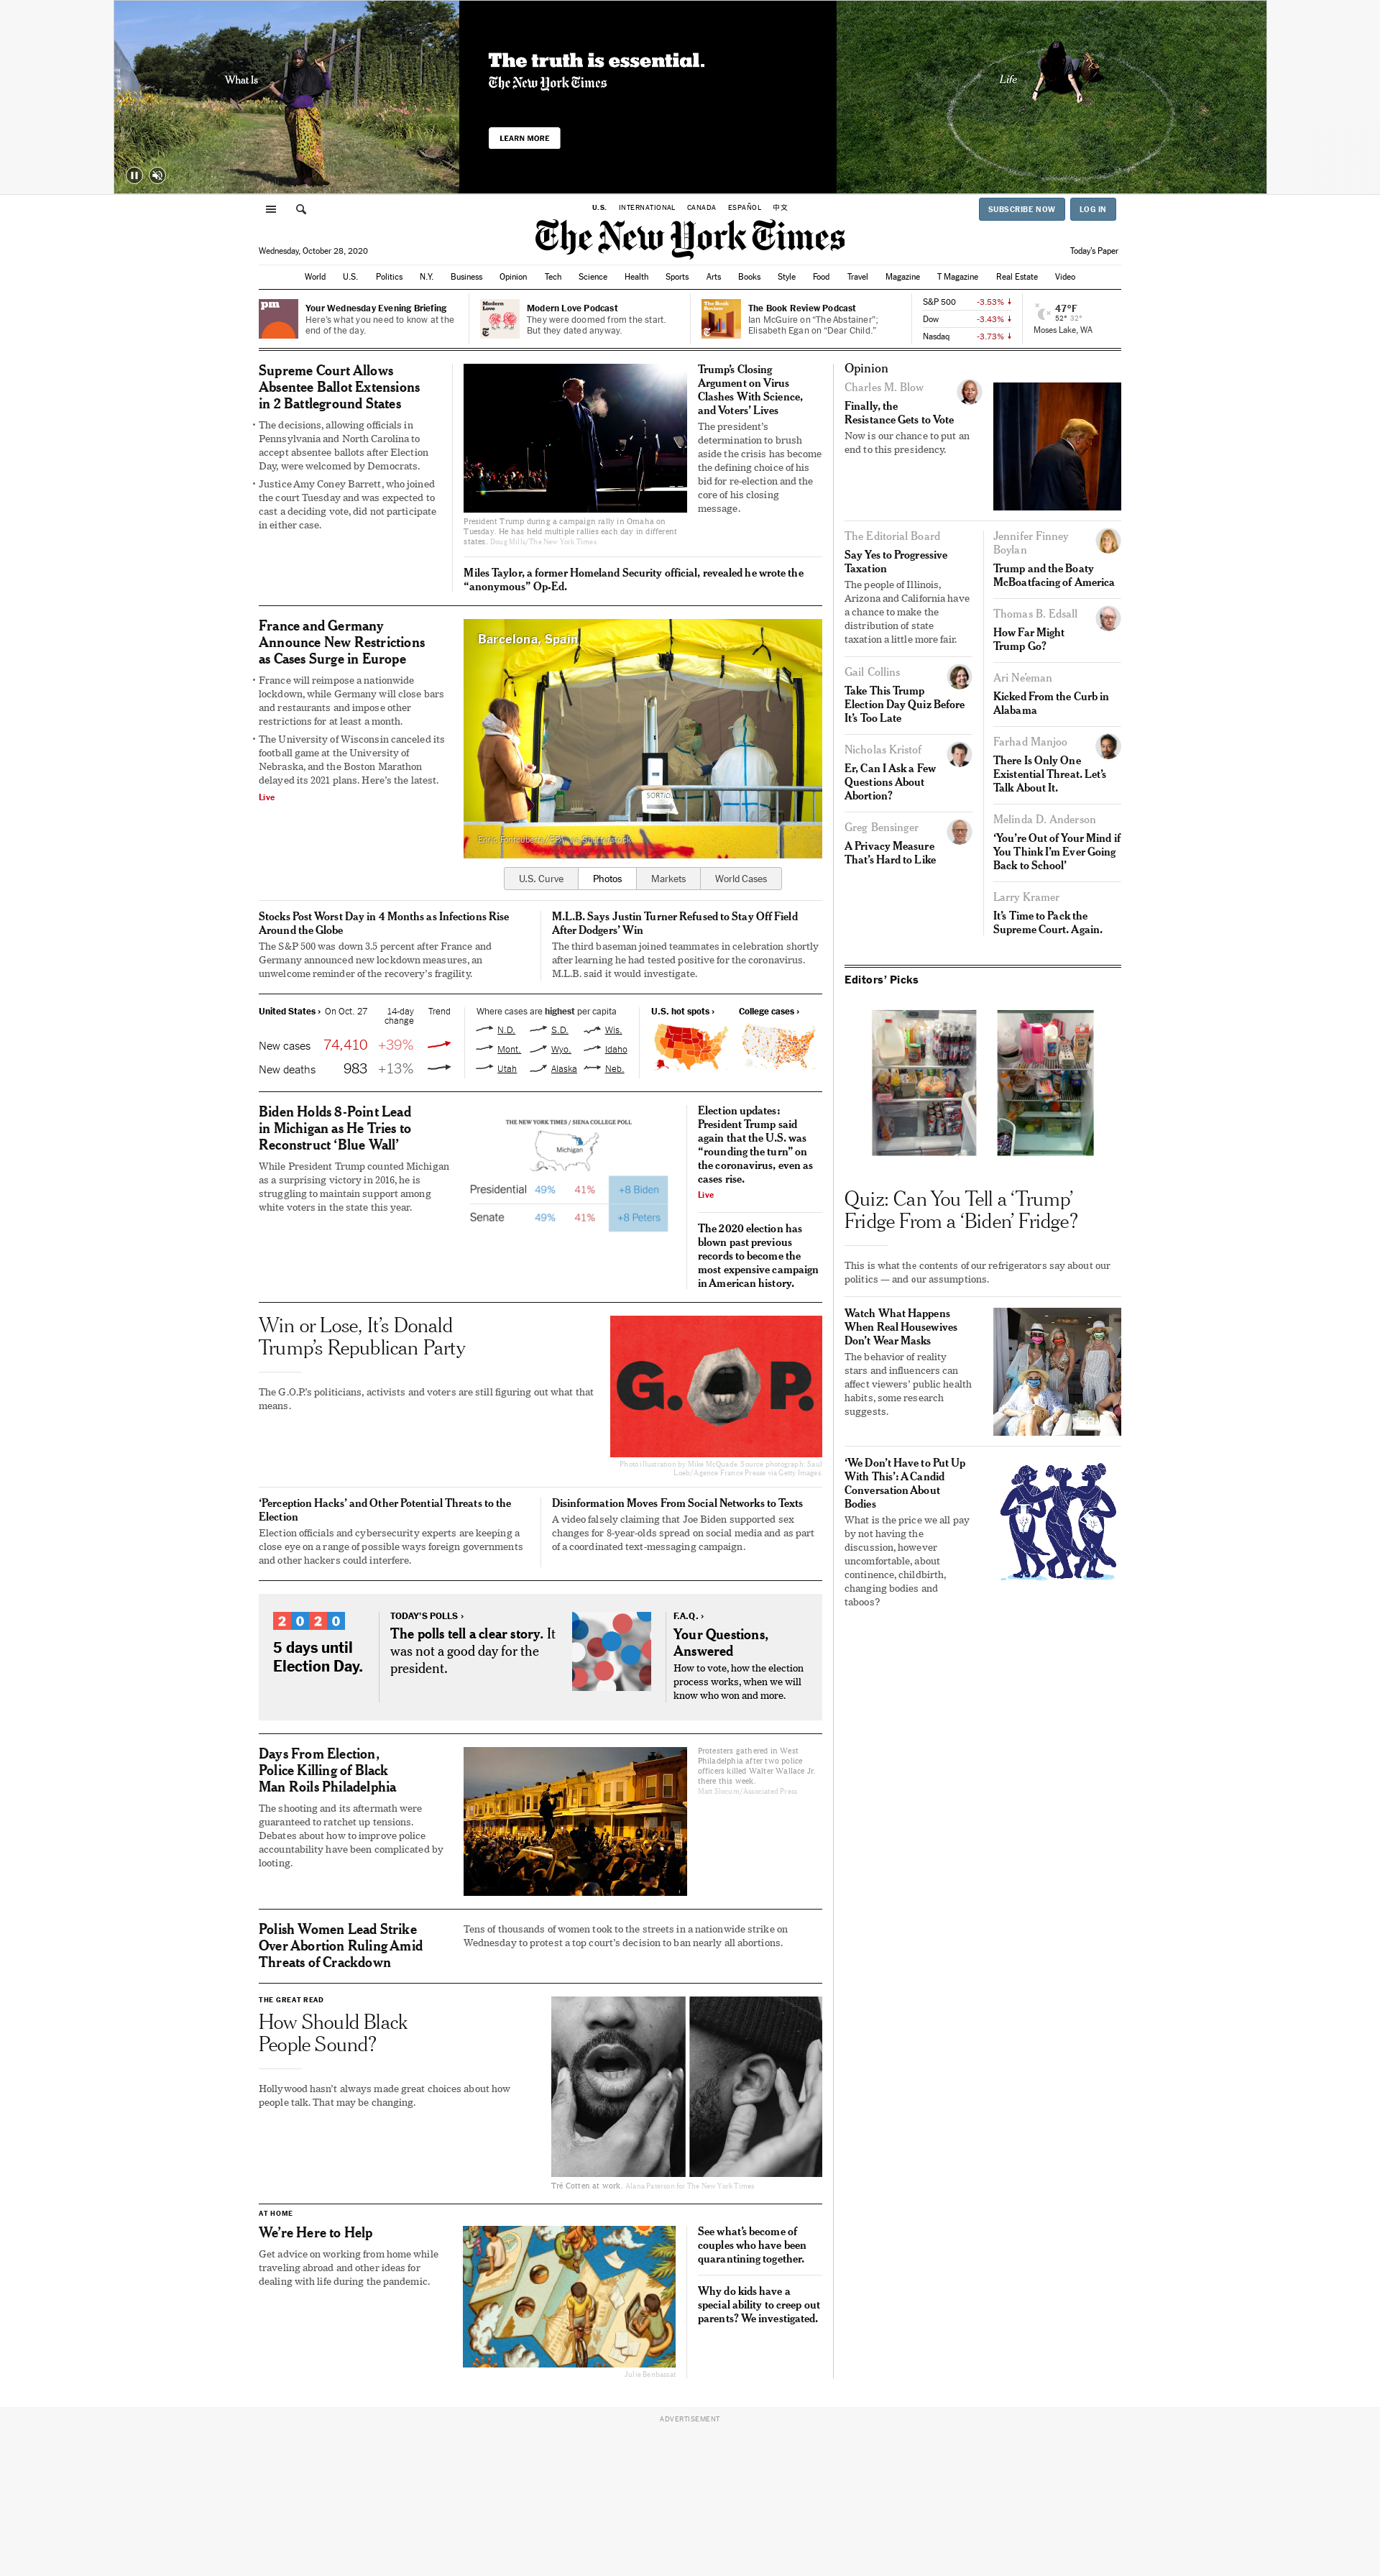 What Is
The truth is essential.
The New York Times
LEARN MORE
Life
U.S. INTERNATIONAL CANADA ESPAÑOL 中文
SUBSCRIBE NOW
LOG IN
The New York Times
Wednesday, October 28, 2020
Today's Paper
World U.S. Politics N.Y. Business Opinion Tech Science Health Sports Arts Books Style Food Travel Magazine T Magazine Real Estate Video
pm
Your Wednesday Evening Briefing
Here's what you need to know at the
end of the day.
Modern
Love
Modern Love Podcast
They were doomed from the start.
But they dated anyway.
The Book
Review
The Book Review Podcast
Ian McGuire on "The Abstainer";
Elisabeth Egan on "Dear Child."
S&P 500 -3.53% ↓
Dow -3.43% ↓
Nasdaq -3.73% ↓
47°F
52° 32°
Moses Lake, WA
Supreme Court Allows
Absentee Ballot Extensions
in 2 Battleground States
• The decisions, allowing officials in
Pennsylvania and North Carolina to
accept absentee ballots after Election
Day, were welcomed by Democrats.
• Justice Amy Coney Barrett, who joined
the court Tuesday and was expected to
cast a deciding vote, did not participate
in either case.
President Trump during a campaign rally in Omaha on
Tuesday. He has held multiple rallies each day in different
states. Doug Mills/The New York Times
Trump's Closing
Argument on Virus
Clashes With Science,
and Voters' Lives
The president's
determination to brush
aside the crisis has become
the defining choice of his
bid for re-election and the
core of his closing
message.
Miles Taylor, a former Homeland Security official, revealed he wrote the
“anonymous” Op-Ed.
France and Germany
Announce New Restrictions
as Cases Surge in Europe
• France will reimpose a nationwide
lockdown, while Germany will close bars
and restaurants and impose other
restrictions for at least a month.
• The University of Wisconsin canceled its
football game at the University of
Nebraska, and the Boston Marathon
delayed its 2021 plans. Here's the latest.
Live
Barcelona, Spain
SORTIDA
Enric Fontcuberta/EPA, via Shutterstock
U.S. Curve Photos Markets World Cases
Stocks Post Worst Day in 4 Months as Infections Rise
Around the Globe
The S&P 500 was down 3.5 percent after France and
Germany announced new lockdown measures, an
unwelcome reminder of the recovery's fragility.
M.L.B. Says Justin Turner Refused to Stay Off Field
After Dodgers' Win
The third baseman joined teammates in celebration shortly
after learning he had tested positive for the coronavirus.
M.L.B. said it would investigate.
United States › On Oct. 27 14-day
change Trend
New cases 74,410 +39%
New deaths 983 +13%
Where cases are highest per capita
N.D. S.D. Wis.
Mont. Wyo. Idaho
Utah Alaska Neb.
U.S. hot spots ›
College cases ›
Biden Holds 8-Point Lead
in Michigan as He Tries to
Reconstruct ‘Blue Wall’
While President Trump counted Michigan
as a surprising victory in 2016, he is
struggling to maintain support among
white voters in the state this year.
THE NEW YORK TIMES / SIENA COLLEGE POLL
Michigan
Presidential 49% 41% +8 Biden
Senate 49% 41% +8 Peters
Election updates:
President Trump said
again that the U.S. was
“rounding the turn” on
the coronavirus, even as
cases rise.
Live
The 2020 election has
blown past previous
records to become the
most expensive campaign
in American history.
Win or Lose, It's Donald
Trump's Republican Party
The G.O.P.'s politicians, activists and voters are still figuring out what that
means.
G.O.P.
Photo illustration by Mike McQuade. Source photograph: Saul
Loeb/Agence France-Presse via Getty Images
‘Perception Hacks’ and Other Potential Threats to the
Election
Election officials and cybersecurity experts are keeping a
close eye on a range of possible ways foreign governments
and other hackers could interfere.
Disinformation Moves From Social Networks to Texts
A video falsely claiming that Joe Biden supported sex
changes for 8-year-olds spread on social media and as part
of a coordinated text-messaging campaign.
2020
5 days until
Election Day.
TODAY'S POLLS ›
The polls tell a clear story. It
was not a good day for the
president.
F.A.Q. ›
Your Questions,
Answered
How to vote, how the election
process works, when we will
know who won and more.
Days From Election,
Police Killing of Black
Man Roils Philadelphia
The shooting and its aftermath were
guaranteed to ratchet up tensions.
Debates about how to improve police
accountability have been complicated by
looting.
Protesters gathered in West
Philadelphia after two police
officers killed Walter Wallace Jr.
there this week.
Matt Slocum/Associated Press
Polish Women Lead Strike
Over Abortion Ruling Amid
Threats of Crackdown
Tens of thousands of women took to the streets in a nationwide strike on
Wednesday to protest a top court's decision to ban nearly all abortions.
THE GREAT READ
How Should Black
People Sound?
Hollywood hasn't always made great choices about how
people talk. That may be changing.
Tré Cotten at work. Alana Paterson for The New York Times
AT HOME
We're Here to Help
Get advice on working from home while
traveling abroad and other ideas for
dealing with life during the pandemic.
Julie Benbassat
See what's become of
couples who have been
quarantining together.
Why do kids have a
special ability to creep out
parents? We investigated.
Opinion
Charles M. Blow
Finally, the
Resistance Gets to Vote
Now is our chance to put an
end to this presidency.
The Editorial Board
Say Yes to Progressive
Taxation
The people of Illinois,
Arizona and California have
a chance to make the
distribution of state
taxation a little more fair.
Gail Collins
Take This Trump
Election Day Quiz Before
It's Too Late
Nicholas Kristof
Er, Can I Ask a Few
Questions About
Abortion?
Greg Bensinger
A Privacy Measure
That's Hard to Like
Jennifer Finney
Boylan
Trump and the Boaty
McBoatfacing of America
Thomas B. Edsall
How Far Might
Trump Go?
Ari Ne'eman
Kicked From the Curb in
Alabama
Farhad Manjoo
There Is Only One
Existential Threat. Let's
Talk About It.
Melinda D. Anderson
‘You're Out of Your Mind if
You Think I'm Ever Going
Back to School’
Larry Kramer
It's Time to Pack the
Supreme Court. Again.
Editors' Picks
Quiz: Can You Tell a ‘Trump’
Fridge From a ‘Biden’ Fridge?
This is what the contents of our refrigerators say about our
politics — and our assumptions.
Watch What Happens
When Real Housewives
Don't Wear Masks
The behavior of reality
stars and influencers can
affect viewers' public health
habits, some research
suggests.
‘We Don't Have to Put Up
With This’: A Candid
Conversation About
Bodies
What is the price we all pay
by not having the
discussion, however
uncomfortable, about
continence, childbirth,
changing bodies and
taboos?
ADVERTISEMENT